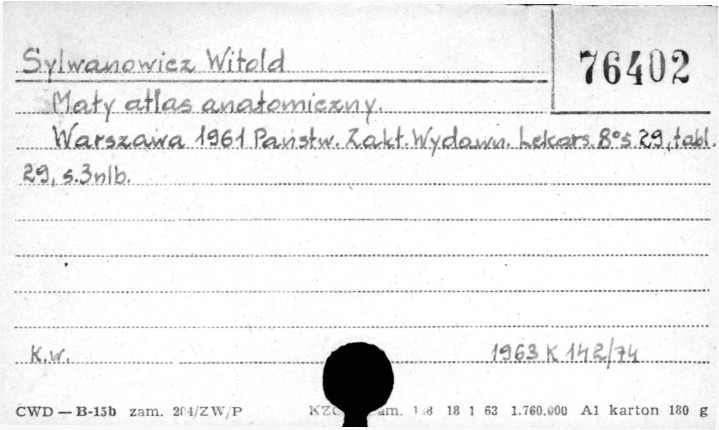 Sylwanowicz Witold
76402
Mały atlas anatomiczny.
Warszawa 1961 Państw. Zakł. Wydawn. Lekars. 8° s. 29, tabl.
29, s. 3 nlb.
K.w.
1963 K 142/74
CWD — B-15b zam. 204/ZW/P 18 1 63 1.760.000 A1 karton 180 g